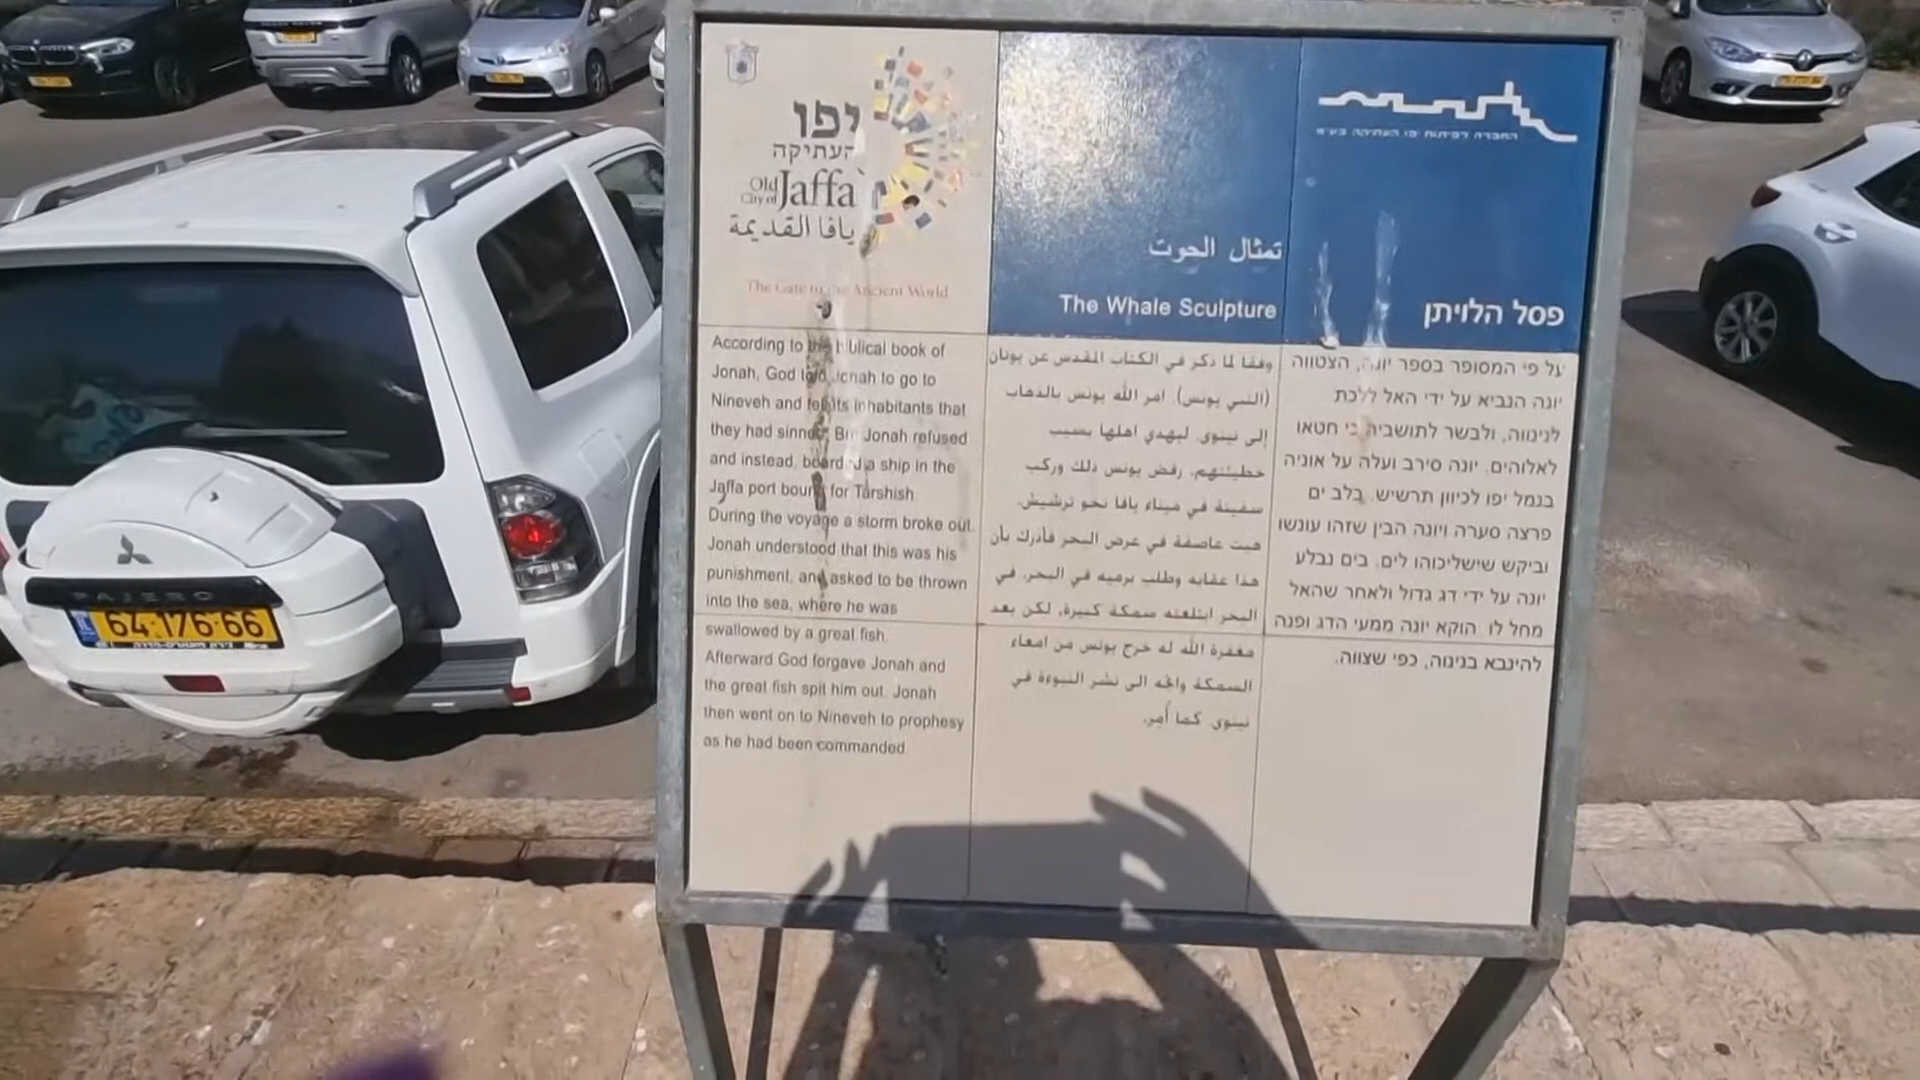 יפו
העתיקה
Old
City of Jaffa
يافا القديمة
The Gate to the Ancient World
تمثال الحوت
The Whale Sculpture
החברה לפיתוח יפו העתיקה בע"מ
פסל הלויתן
According to the biblical book of
Jonah, God told Jonah to go to
Nineveh and tell its inhabitants that
they had sinned. But Jonah refused
and instead, boarded a ship in the
Jaffa port bound for Tarshish
During the voyage a storm broke out.
Jonah understood that this was his
punishment, and asked to be thrown
into the sea, where he was
swallowed by a great fish.
Afterward God forgave Jonah and
the great fish spit him out. Jonah
then went on to Nineveh to prophesy
as he had been commanded.
وفقا لما ذكر في الكتاب المقدس عن يونان
(النبي يونس). امر الله يونس بالذهاب
إلى نينوى. ليهدي اهلها بسبب
خطيئتهم. رفض يونس ذلك وركب
سفينة في ميناء يافا نحو ترشيش.
هبت عاصفة في عرض البحر فأدرك بأن
هذا عقابه وطلب برميه في البحر. في
البحر ابتلعته سمكة كبيرة, لكن بعد
مغفرة الله له خرج يونس من امعاء
السمكة واتجه الى نشر النبوءة في
نينوى. كما أُمِر.
על פי המסופר בספר יונה, הצטווה
יונה הנביא על ידי האל ללכת
לנינווה, ולבשר לתושביה כי חטאו
לאלוהים. יונה סירב ועלה על אוניה
בנמל יפו לכיוון תרשיש. בלב ים
פרצה סערה ויונה הבין שזהו עונשו
וביקש שישליכוהו לים. בים נבלע
יונה על ידי דג גדול ולאחר שהאל
מחל לו הוקא יונה ממעי הדג ופנה
להינבא בנינוה, כפי שצווה.
PAJERO
64·176·66